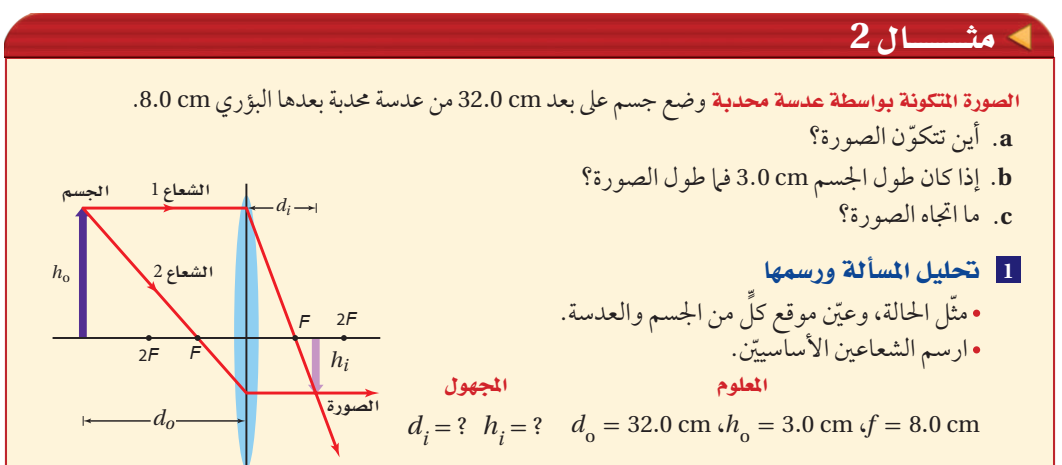 مثـــــال 2
الصورة المتكونة بواسطة عدسة محدبة وضع جسم على بعد 32.0 cm من عدسة محدبة بعدها البؤري 8.0 cm.
a. أين تتكوّن الصورة؟
b. إذا كان طول الجسم 3.0 cm فما طول الصورة؟
c. ما اتجاه الصورة؟
1 تحليل المسألة ورسمها
• مثّل الحالة، وعيّن موقع كلٍّ من الجسم والعدسة.
• ارسم الشعاعين الأساسيين.
المعلوم
المجهول
d_o = 32.0 cm ، h_o = 3.0 cm ، f = 8.0 cm
d_i = ? h_i = ?
الجسم
الشعاع 1
d_i
h_o
الشعاع 2
2F
F
F
2F
h_i
الصورة
d_o